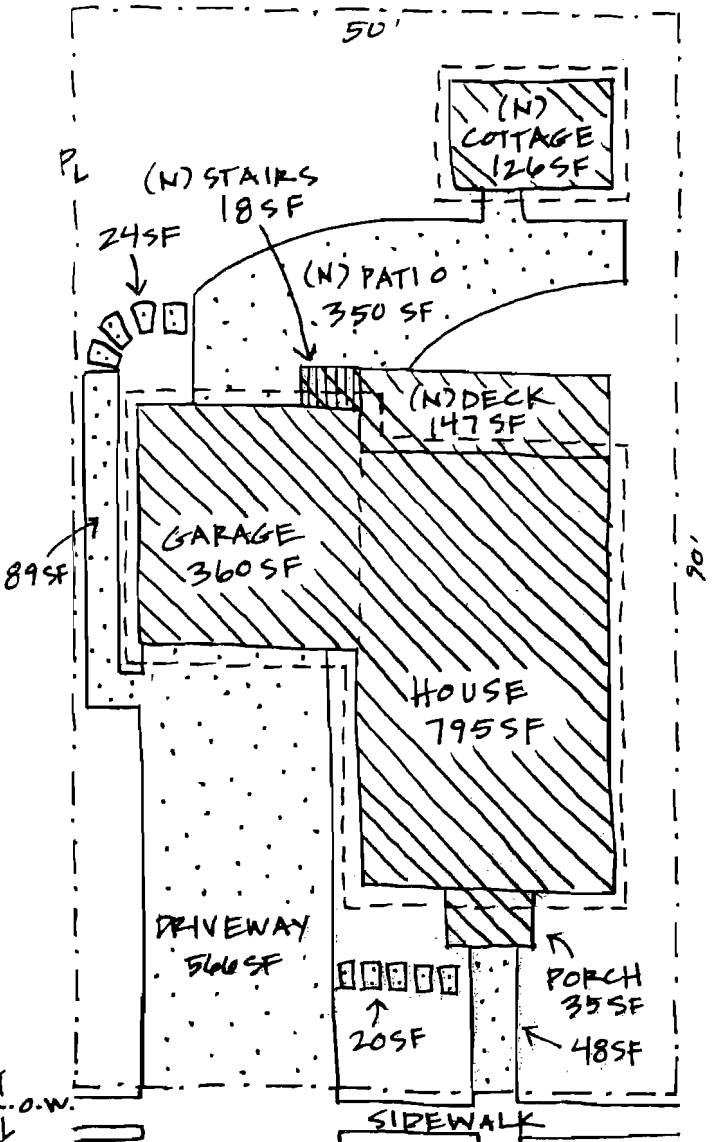 50'
(N)
COTTAGE
126SF
PL
(N) STAIRS
18SF
24SF
(N) PATIO
350 SF
(N) DECK
147 SF
GARAGE
360SF
89SF
90'
HOUSE
795SF
DRIVEWAY
566SF
PORCH
35SF
20SF
48SF
.O.W.
SIDEWALK